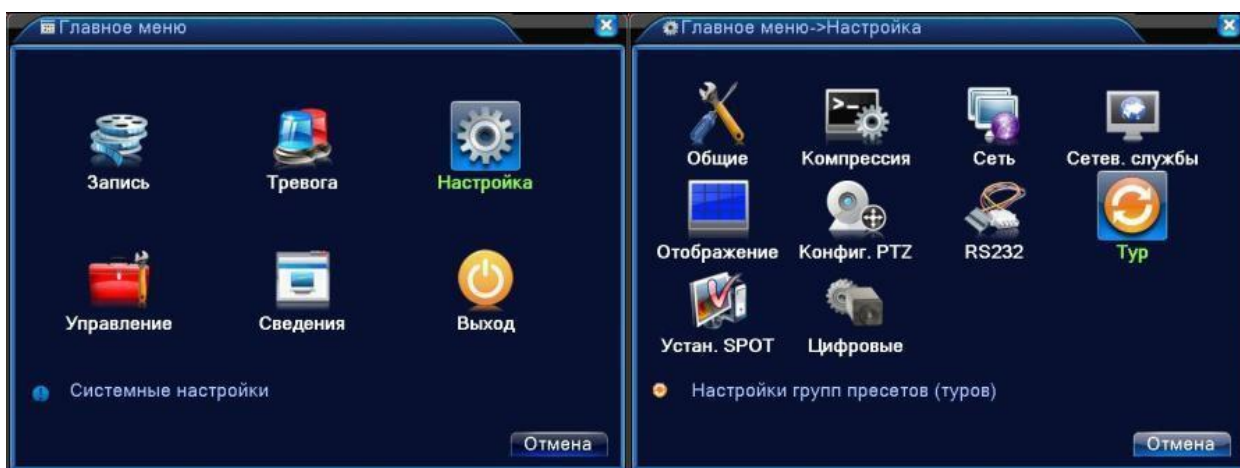 Главное меню
Запись
Тревога
Настройка
Управление
Сведения
Выход
Системные настройки
Отмена
Главное меню->Настройка
Общие
Компрессия
Сеть
Сетев. службы
Отображение
Конфиг. PTZ
RS232
Тур
Устан. SPOT
Цифровые
Настройки групп пресетов (туров)
Отмена